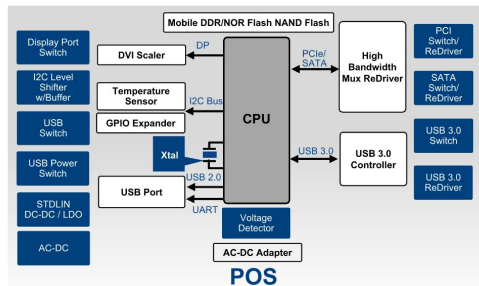 Mobile DDR/NOR Flash NAND Flash
Display Port
Switch
I2C Level
Shifter
w/Buffer
USB
Switch
USB Power
Switch
STDLIN
DC-DC / LDO
AC-DC
DVI Scaler
DP
Temperature
Sensor
I2C Bus
GPIO Expander
Xtal
USB 2.0
USB Port
UART
CPU
Voltage
Detector
AC-DC Adapter
PCIe/
SATA
High
Bandwidth
Mux ReDriver
USB 3.0
USB 3.0
Controller
PCI
Switch/
ReDriver
SATA
Switch/
ReDriver
USB 3.0
Switch
USB 3.0
ReDriver
POS